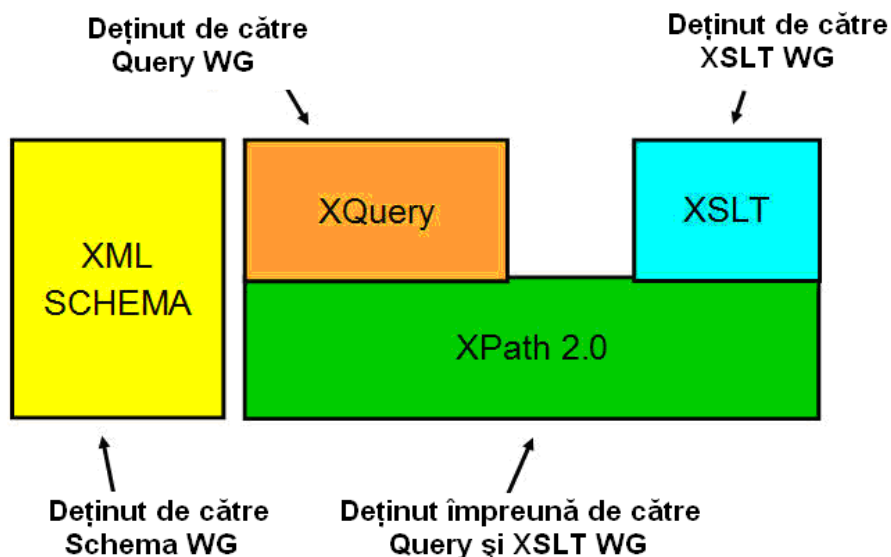 Deținut de către
Query WG
Deținut de către
XSLT WG
XQuery
XSLT
XML
SCHEMA
XPath 2.0
Deținut de către
Schema WG
Deținut împreună de către
Query și XSLT WG